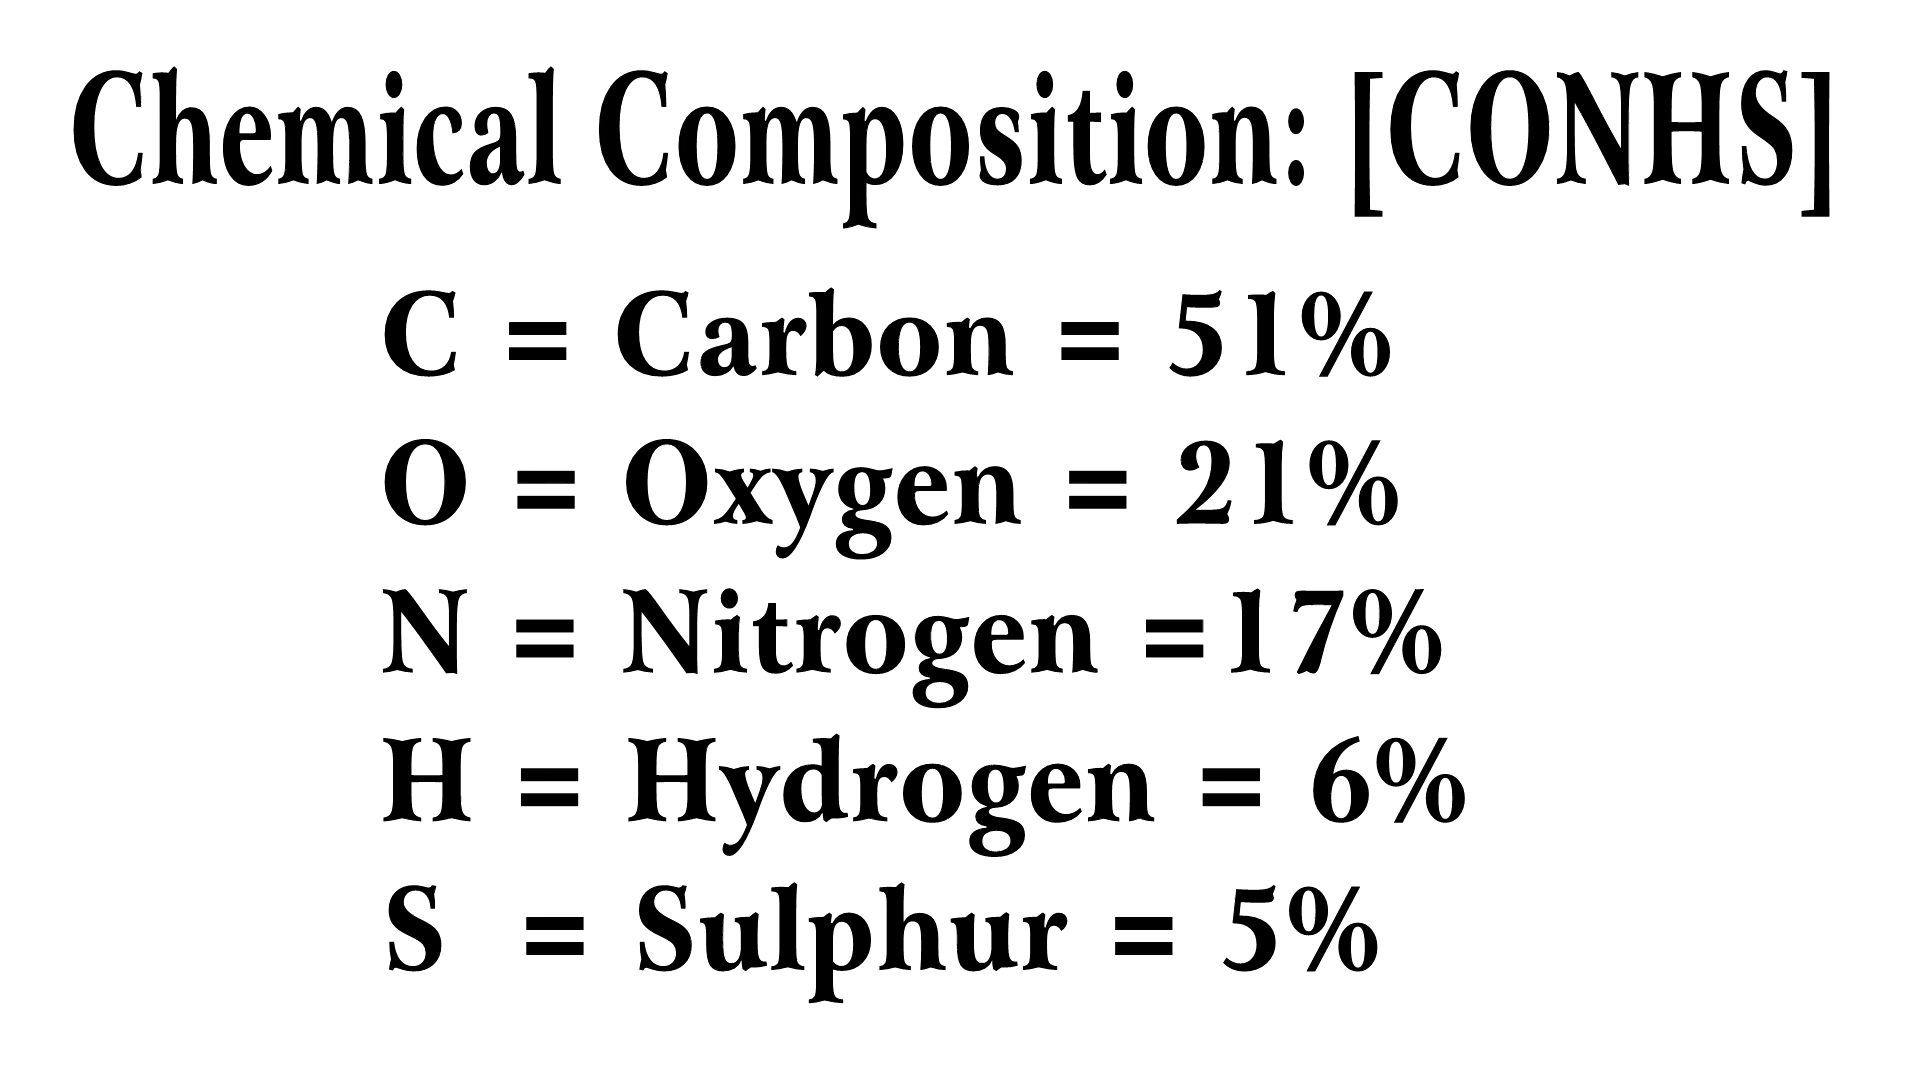 Chemical Composition: [CONHS]
C = Carbon = 51%
O = Oxygen = 21%
N = Nitrogen =17%
H = Hydrogen = 6%
S = Sulphur = 5%